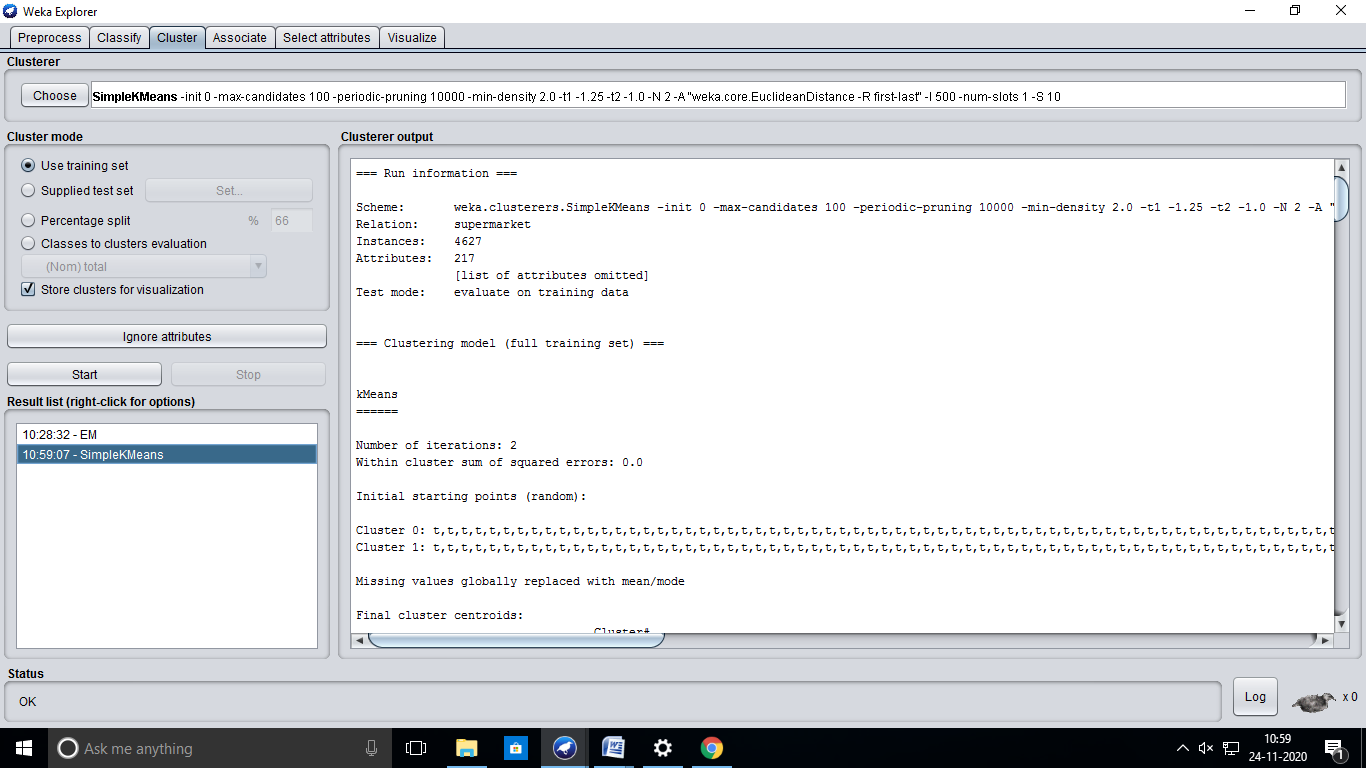 Weka Explorer
Preprocess Classify Cluster Associate Select attributes Visualize
Clusterer
Choose SimpleKMeans -init 0 -max-candidates 100 -periodic-pruning 10000 -min-density 2.0 -t1 -1.25 -t2 -1.0 -N 2 -A "weka.core.EuclideanDistance -R first-last" -I 500 -num-slots 1 -S 10
Cluster mode
Use training set
Supplied test set Set...
Percentage split % 66
Classes to clusters evaluation
(Nom) total
Store clusters for visualization
Ignore attributes
Start Stop
Result list (right-click for options)
10:28:32 - EM
10:59:07 - SimpleKMeans
Clusterer output
=== Run information ===
Scheme: weka.clusterers.SimpleKMeans -init 0 -max-candidates 100 -periodic-pruning 10000 -min-density 2.0 -t1 -1.25 -t2 -1.0 -N 2 -A "
Relation: supermarket
Instances: 4627
Attributes: 217
[list of attributes omitted]
Test mode: evaluate on training data
=== Clustering model (full training set) ===
kMeans
======
Number of iterations: 2
Within cluster sum of squared errors: 0.0
Initial starting points (random):
Cluster 0: t,t,t,t,t,t,t,t,t,t,t,t,t,t,t,t,t,t,t,t,t,t,t,t,t,t,t,t,t,t,t,t,t,t,t,t,t,t,t,t,t,t,t,t,t,t,t,t,t,t,t,t,t,t,t,t,t,t,t,t,t,t,t,t,t
Cluster 1: t,t,t,t,t,t,t,t,t,t,t,t,t,t,t,t,t,t,t,t,t,t,t,t,t,t,t,t,t,t,t,t,t,t,t,t,t,t,t,t,t,t,t,t,t,t,t,t,t,t,t,t,t,t,t,t,t,t,t,t,t,t,t,t,t
Missing values globally replaced with mean/mode
Final cluster centroids:
Cluster#
Status
OK
Log x 0
Ask me anything
10:59
24-11-2020
1